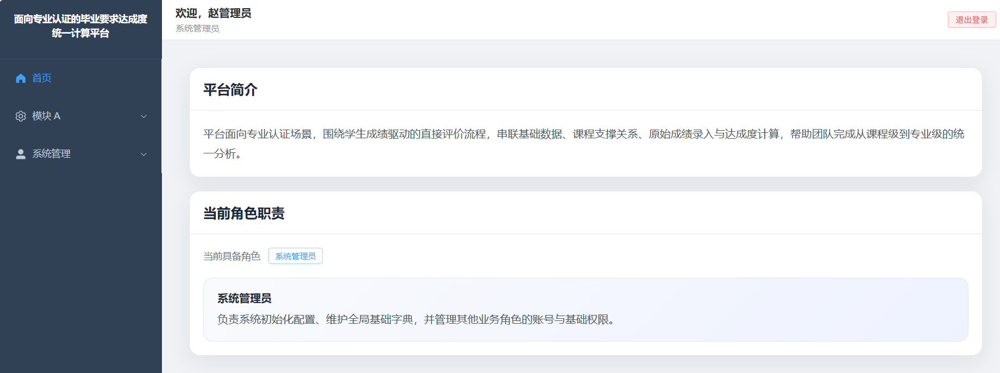 面向专业认证的毕业要求达成度
统一计算平台
首页
模块 A
系统管理
欢迎，赵管理员
系统管理员
退出登录
平台简介
平台面向专业认证场景，围绕学生成绩驱动的直接评价流程，串联基础数据、课程支撑关系、原始成绩录入与达成度计算，帮助团队完成从课程级到专业级的统
一分析。
当前角色职责
当前具备角色 系统管理员
系统管理员
负责系统初始化配置、维护全局基础字典，并管理其他业务角色的账号与基础权限。